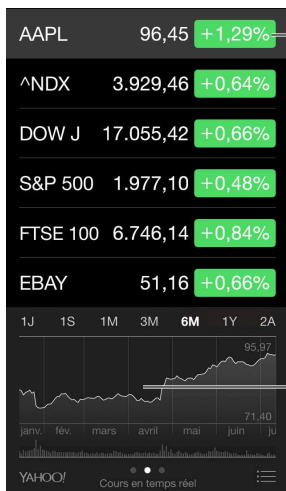 AAPL 96,45 +1,29%
^NDX 3.929,46 +0,64%
DOW J 17.055,42 +0,66%
S&P 500 1.977,10 +0,48%
FTSE 100 6.746,14 +0,84%
EBAY 51,16 +0,66%
1J 1S 1M 3M 6M 1Y 2A
95,97
71,40
janv. fév. mars avril mai juin ju
YAHOO!
Cours en temps réel